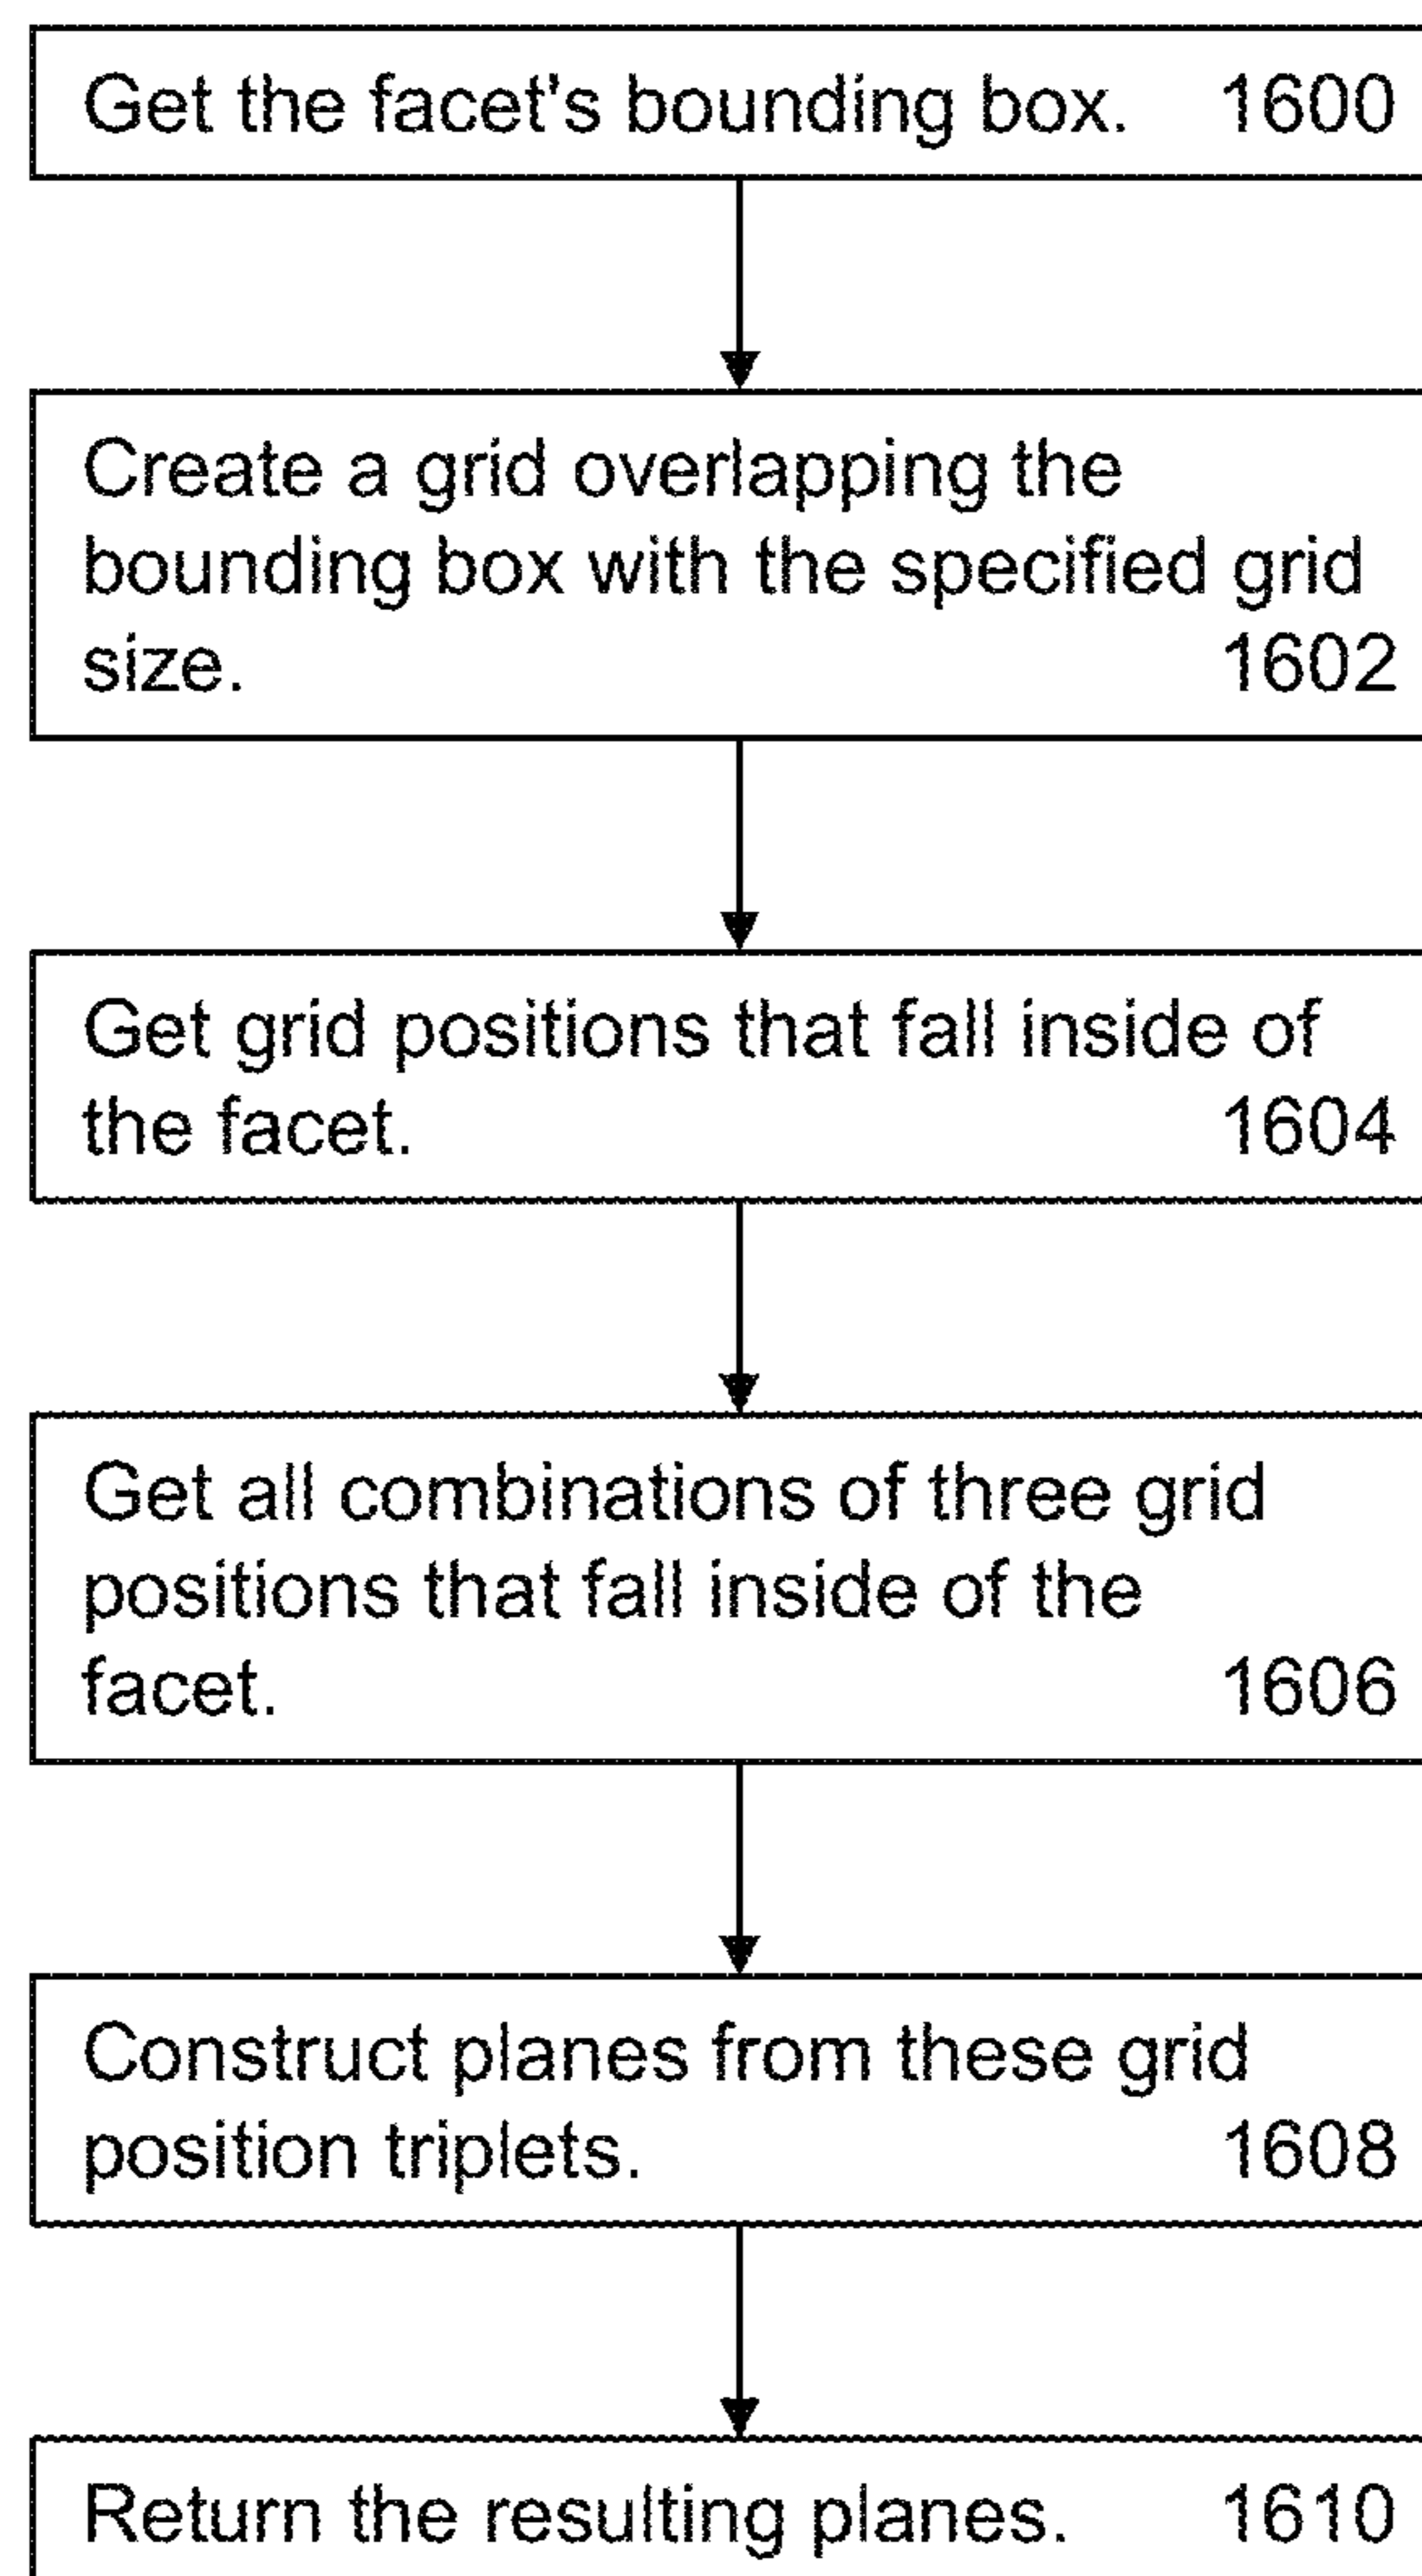 Get the facet's bounding box. 1600
Create a grid overlapping the
bounding box with the specified grid
size. 1602
Get grid positions that fall inside of
the facet. 1604
Get all combinations of three grid
positions that fall inside of the
facet. 1606
Construct planes from these grid
position triplets. 1608
Return the resulting planes. 1610